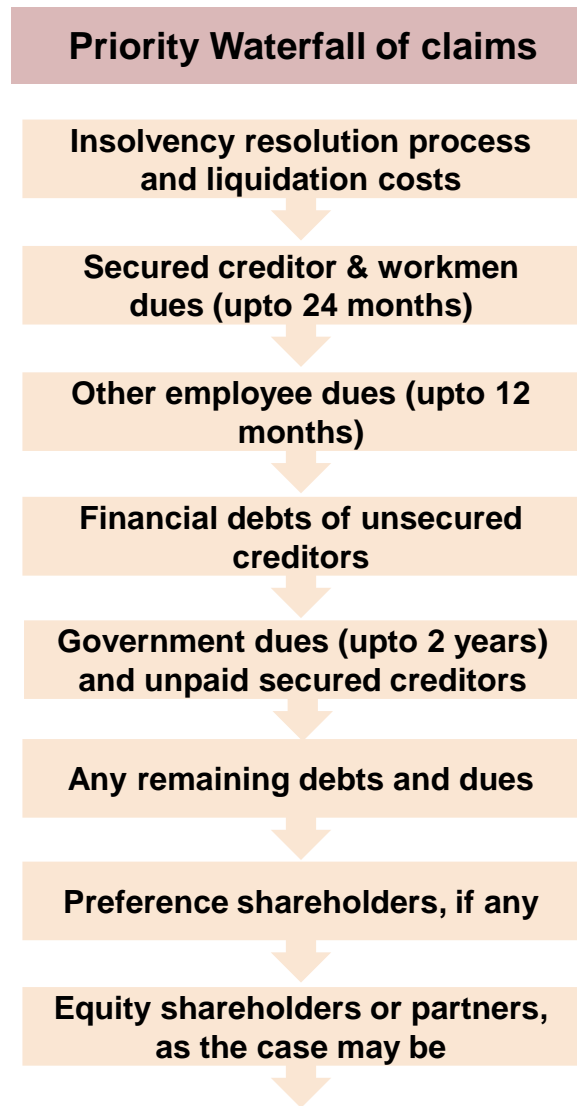 Priority Waterfall of claims
Insolvency resolution process
and liquidation costs
Secured creditor & workmen
dues (upto 24 months)
Other employee dues (upto 12
months)
Financial debts of unsecured
creditors
Government dues (upto 2 years)
and unpaid secured creditors
Any remaining debts and dues
Preference shareholders, if any
Equity shareholders or partners,
as the case may be